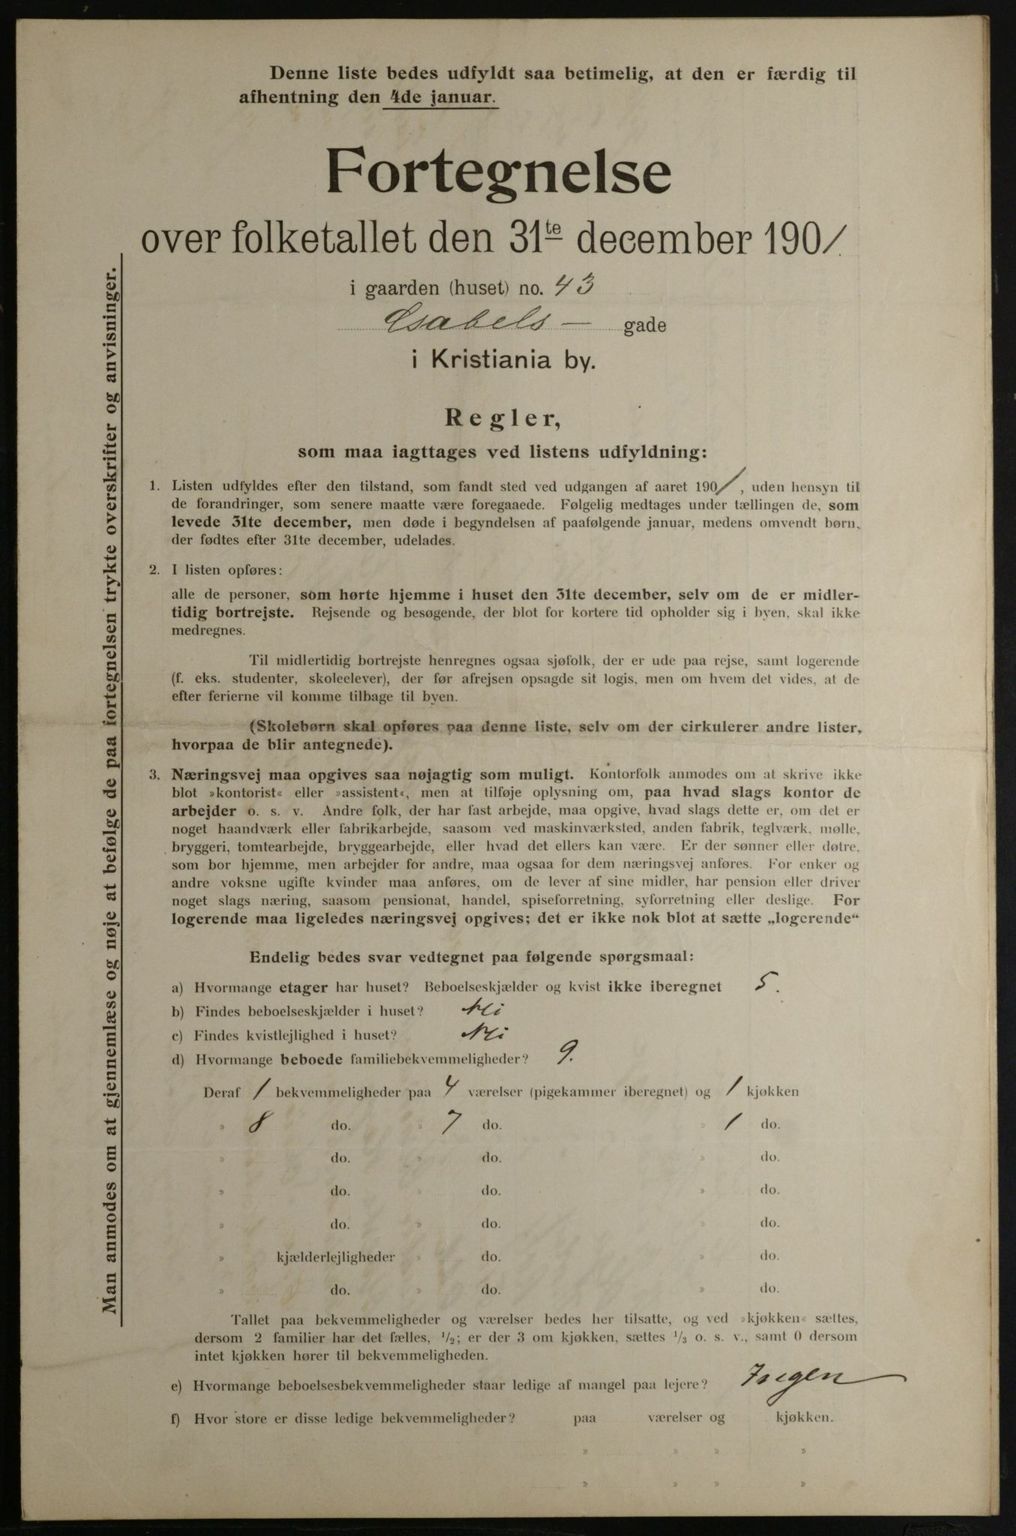 Denne liste bedes udfyldt saa betimelig, at den er færdig til
afhentning den 4de januar.
Fortegnelse
over folketallet den 31te december 1901
i gaarden (huset) no. 43
Isabels — gade
i Kristiania by.
Regler,
som maa iagttages ved listens udfyldning:
1. Listen udfyldes efter den tilstand, som fandt sted ved udgangen af aaret 1901, uden hensyn til
de forandringer, som senere maatte være foregaaede. Følgelig medtages under tællingen de, som
levede 31te december, men døde i begyndelsen af paafølgende januar, medens omvendt børn,
der fødtes efter 31te december, udelades.
2. I listen opføres:
alle de personer, som hørte hjemme i huset den 31te december, selv om de er midler-
tidig bortrejste. Rejsende og besøgende, der blot for kortere tid opholder sig i byen, skal ikke
medregnes.
Til midlertidig bortrejste henregnes ogsaa sjøfolk, der er ude paa rejse, samt logerende
(f. eks. studenter, skoleelever), der før afrejsen opsagde sit logis, men om hvem det vides, at de
efter ferierne vil komme tilbage til byen.
(Skolebørn skal opføres paa denne liste, selv om der cirkulerer andre lister,
hvorpaa de blir antegnede).
3. Næringsvej maa opgives saa nøjagtig som muligt. Kontorfolk anmodes om at skrive ikke
blot »kontorist« eller »assistent«, men at tilføje oplysning om, paa hvad slags kontor de
arbejder o. s. v. Andre folk, der har fast arbejde, maa opgive, hvad slags dette er, om det er
noget haandværk eller fabrikarbejde, saasom ved maskinværksted, anden fabrik, teglværk, mølle,
bryggeri, tomtearbejde, bryggearbejde, eller hvad det ellers kan være. Er der sønner eller døtre,
som bor hjemme, men arbejder for andre, maa ogsaa for dem næringsvej anføres. For enker og
andre voksne ugifte kvinder maa anføres, om de lever af sine midler, har pension eller driver
noget slags næring, saasom pensionat, handel, spiseforretning, syforretning eller deslige. For
logerende maa ligeledes næringsvej opgives; det er ikke nok blot at sætte „logerende“
Endelig bedes svar vedtegnet paa følgende spørgsmaal:
a) Hvormange etager har huset? Beboelseskjælder og kvist ikke iberegnet 5.
b) Findes beboelseskjælder i huset? Nei
c) Findes kvistlejlighed i huset? Nei
d) Hvormange beboede familiebekvemmeligheder? 9.
Deraf 1 bekvemmeligheder paa 4 værelser (pigekammer iberegnet) og 1 kjøkken
» 8 do. » 7 do. » 1 do.
» do. » do. » do.
» do. » do. » do.
» do. » do. » do.
» kjælderlejligheder » do. » do.
» do. » do. » do.
Tallet paa bekvemmeligheder og værelser bedes her tilsatte, og ved »kjøkken« sættes,
dersom 2 familier har det fælles, 1/2; er der 3 om kjøkken, sættes 1/3 o. s. v., samt 0 dersom
intet kjøkken hører til bekvemmeligheden.
e) Hvormange beboelsesbekvemmeligheder staar ledige af mangel paa lejere? Ingen
f) Hvor store er disse ledige bekvemmeligheder? paa værelser og kjøkken.
» » » »
» » » »
Man anmodes om at gjennemlæse og nøje at befølge de paa fortegnelsen trykte overskrifter og anvisninger.